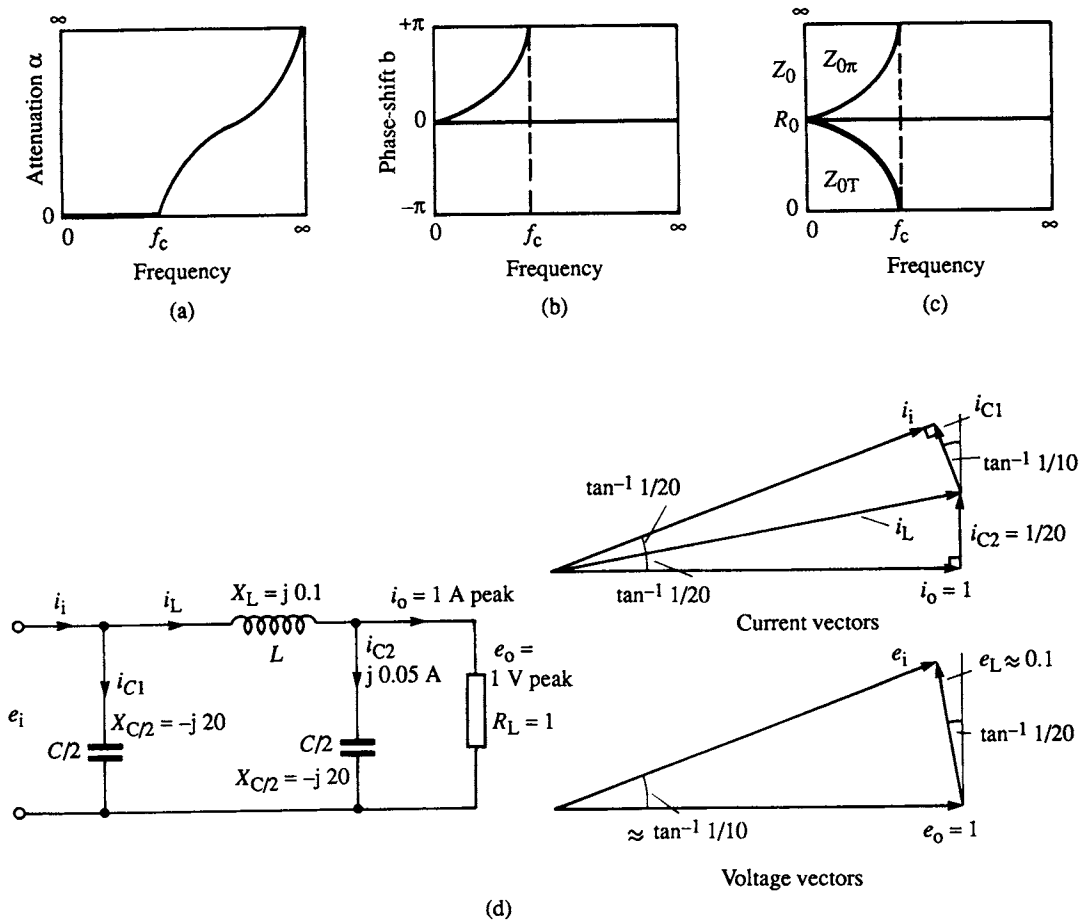 ∞
Attenuation α
0
0
f_c
∞
Frequency
(a)
+π
Phase-shift b
0
−π
0
f_c
∞
Frequency
(b)
∞
Z_0
Z_0π
R_0
Z_0T
0
0
f_c
∞
Frequency
(c)
i_i
i_C1
tan⁻¹ 1/10
tan⁻¹ 1/20
i_L
i_C2 = 1/20
tan⁻¹ 1/20
i_o = 1
Current vectors
i_i
i_L
X_L = j 0.1
i_o = 1 A peak
L
i_C2
j 0.05 A
e_o =
1 V peak
R_L = 1
i_C1
e_i
X_C/2 = −j 20
C/2
C/2
X_C/2 = −j 20
e_i
e_L ≈ 0.1
tan⁻¹ 1/20
≈ tan⁻¹ 1/10
e_o = 1
Voltage vectors
(d)